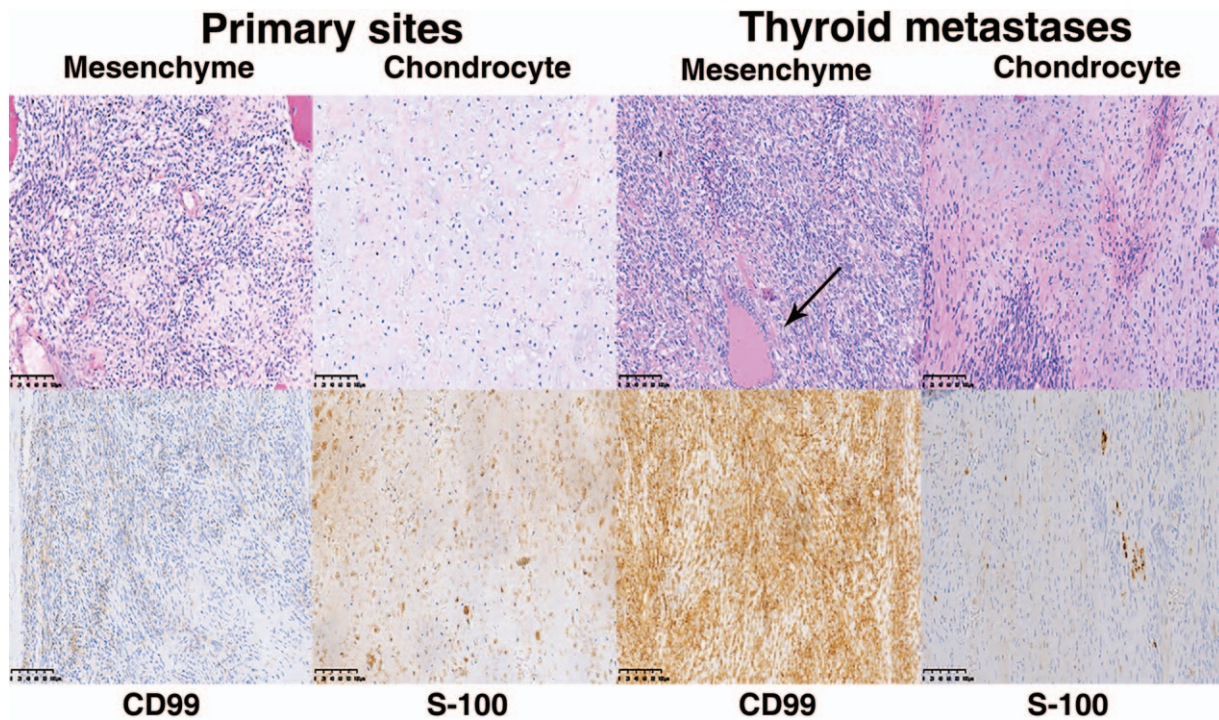 Primary sites
Thyroid metastases
Mesenchyme
Chondrocyte
Mesenchyme
Chondrocyte
CD99
S-100
CD99
S-100